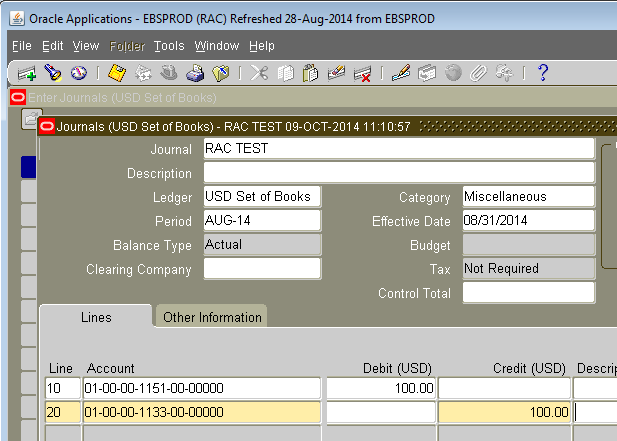 Oracle Applications - EBSPROD (RAC) Refreshed 28-Aug-2014 from EBSPROD
File Edit View Folder Tools Window Help
Enter Journals (USD Set of Books)
Journals (USD Set of Books) - RAC TEST 09-OCT-2014 11:10:57
Journal RAC TEST
Description
Ledger USD Set of Books Category Miscellaneous
Period AUG-14 Effective Date 08/31/2014
Balance Type Actual Budget
Clearing Company Tax Not Required
Control Total
Lines Other Information
Line Account Debit (USD) Credit (USD) Descrip
10 01-00-00-1151-00-00000 100.00
20 01-00-00-1133-00-00000 100.00